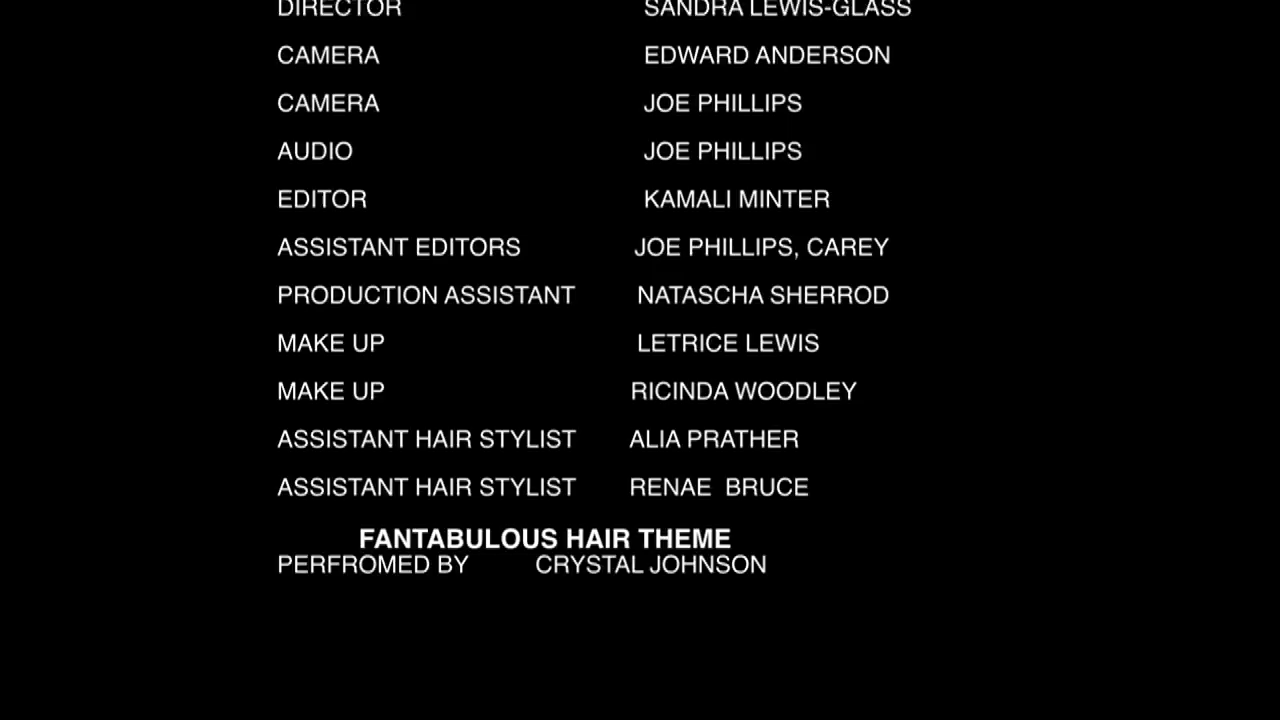 DIRECTOR SANDRA LEWIS-GLASS
CAMERA EDWARD ANDERSON
CAMERA JOE PHILLIPS
AUDIO JOE PHILLIPS
EDITOR KAMALI MINTER
ASSISTANT EDITORS JOE PHILLIPS, CAREY
PRODUCTION ASSISTANT NATASCHA SHERROD
MAKE UP LETRICE LEWIS
MAKE UP RICINDA WOODLEY
ASSISTANT HAIR STYLIST ALIA PRATHER
ASSISTANT HAIR STYLIST RENAE BRUCE
FANTABULOUS HAIR THEME
PERFROMED BY CRYSTAL JOHNSON